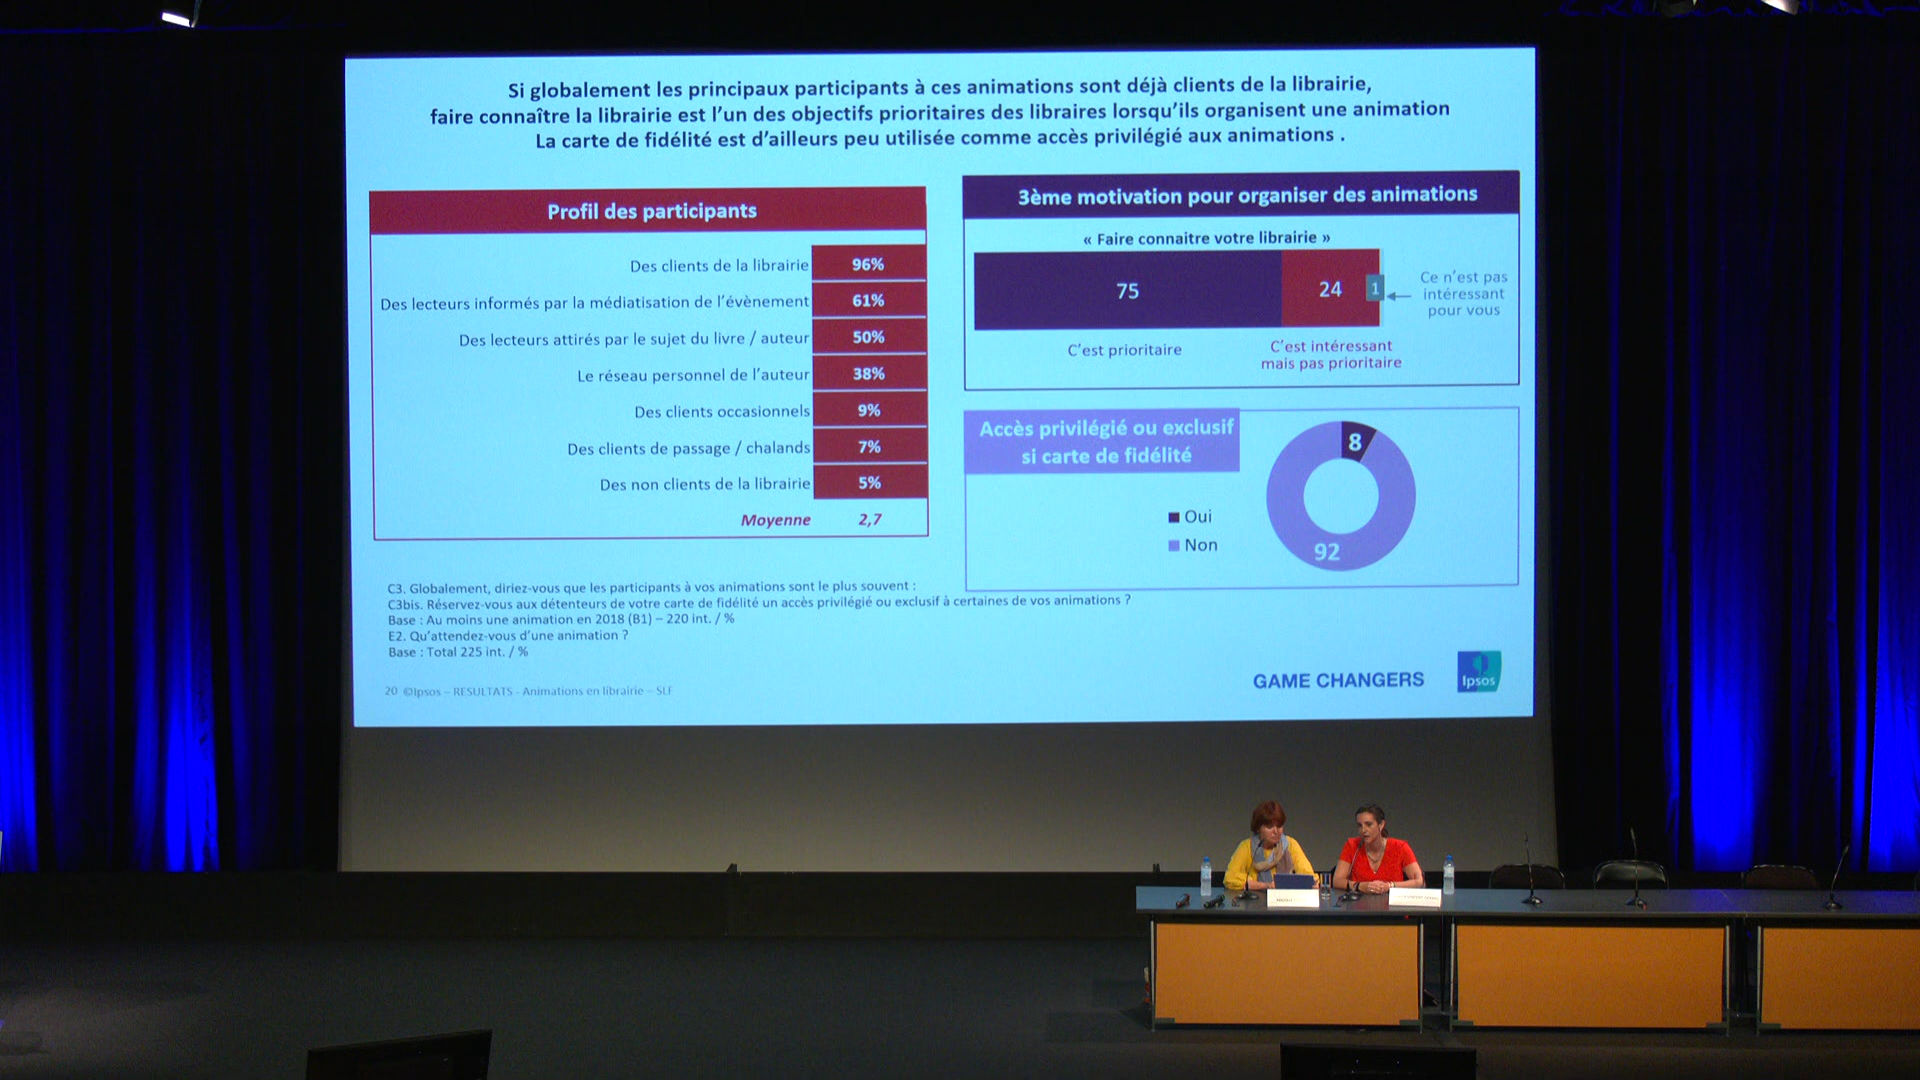 Si globalement les principaux participants à ces animations sont déjà clients de la librairie,
faire connaître la librairie est l'un des objectifs prioritaires des libraires lorsqu'ils organisent une animation
La carte de fidélité est d'ailleurs peu utilisée comme accès privilégié aux animations .
Profil des participants
Des clients de la librairie 96%
Des lecteurs informés par la médiatisation de l'évènement 61%
Des lecteurs attirés par le sujet du livre / auteur 50%
Le réseau personnel de l'auteur 38%
Des clients occasionnels 9%
Des clients de passage / chalands 7%
Des non clients de la librairie 5%
Moyenne 2,7
3ème motivation pour organiser des animations
« Faire connaitre votre librairie »
75 24 1
Ce n'est pas
intéressant
pour vous
C'est prioritaire
C'est intéressant
mais pas prioritaire
Accès privilégié ou exclusif
si carte de fidélité
8
Oui
Non
92
C3. Globalement, diriez-vous que les participants à vos animations sont le plus souvent :
C3bis. Réservez-vous aux détenteurs de votre carte de fidélité un accès privilégié ou exclusif à certaines de vos animations ?
Base : Au moins une animation en 2018 (B1) – 220 int. / %
E2. Qu'attendez-vous d'une animation ?
Base : Total 225 int. / %
20 ©Ipsos – RESULTATS - Animations en librairie – SLF
GAME CHANGERS
Ipsos